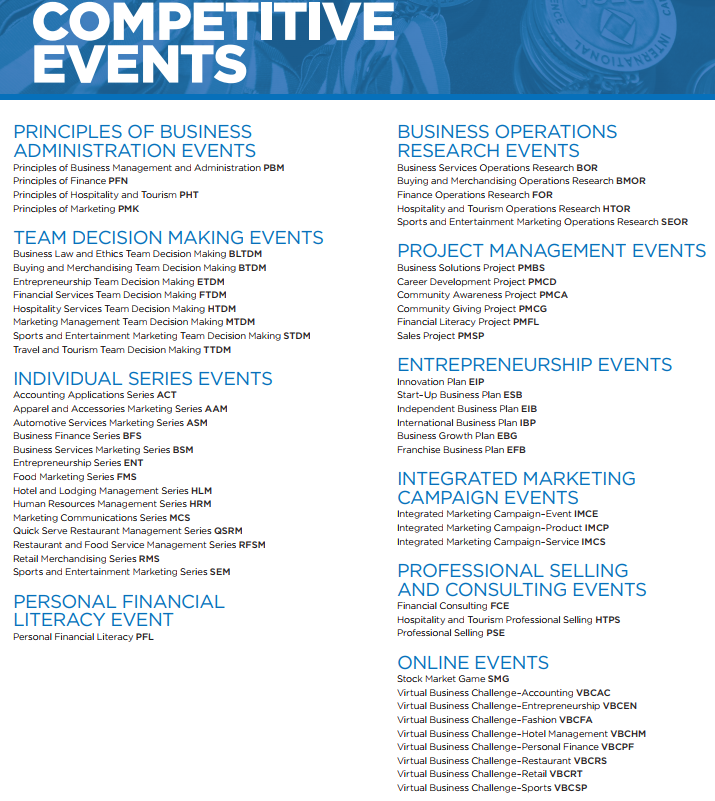 COMPETITIVE
EVENTS
INTERNATIONAL
PRINCIPLES OF BUSINESS
ADMINISTRATION EVENTS
Principles of Business Management and Administration PBM
Principles of Finance PFN
Principles of Hospitality and Tourism PHT
Principles of Marketing PMK
TEAM DECISION MAKING EVENTS
Business Law and Ethics Team Decision Making BLTDM
Buying and Merchandising Team Decision Making BTDM
Entrepreneurship Team Decision Making ETDM
Financial Services Team Decision Making FTDM
Hospitality Services Team Decision Making HTDM
Marketing Management Team Decision Making MTDM
Sports and Entertainment Marketing Team Decision Making STDM
Travel and Tourism Team Decision Making TTDM
INDIVIDUAL SERIES EVENTS
Accounting Applications Series ACT
Apparel and Accessories Marketing Series AAM
Automotive Services Marketing Series ASM
Business Finance Series BFS
Business Services Marketing Series BSM
Entrepreneurship Series ENT
Food Marketing Series FMS
Hotel and Lodging Management Series HLM
Human Resources Management Series HRM
Marketing Communications Series MCS
Quick Serve Restaurant Management Series QSRM
Restaurant and Food Service Management Series RFSM
Retail Merchandising Series RMS
Sports and Entertainment Marketing Series SEM
PERSONAL FINANCIAL
LITERACY EVENT
Personal Financial Literacy PFL
BUSINESS OPERATIONS
RESEARCH EVENTS
Business Services Operations Research BOR
Buying and Merchandising Operations Research BMOR
Finance Operations Research FOR
Hospitality and Tourism Operations Research HTOR
Sports and Entertainment Marketing Operations Research SEOR
PROJECT MANAGEMENT EVENTS
Business Solutions Project PMBS
Career Development Project PMCD
Community Awareness Project PMCA
Community Giving Project PMCG
Financial Literacy Project PMFL
Sales Project PMSP
ENTREPRENEURSHIP EVENTS
Innovation Plan EIP
Start-Up Business Plan ESB
Independent Business Plan EIB
International Business Plan IBP
Business Growth Plan EBG
Franchise Business Plan EFB
INTEGRATED MARKETING
CAMPAIGN EVENTS
Integrated Marketing Campaign–Event IMCE
Integrated Marketing Campaign–Product IMCP
Integrated Marketing Campaign–Service IMCS
PROFESSIONAL SELLING
AND CONSULTING EVENTS
Financial Consulting FCE
Hospitality and Tourism Professional Selling HTPS
Professional Selling PSE
ONLINE EVENTS
Stock Market Game SMG
Virtual Business Challenge–Accounting VBCAC
Virtual Business Challenge–Entrepreneurship VBCEN
Virtual Business Challenge–Fashion VBCFA
Virtual Business Challenge–Hotel Management VBCHM
Virtual Business Challenge–Personal Finance VBCPF
Virtual Business Challenge–Restaurant VBCRS
Virtual Business Challenge–Retail VBCRT
Virtual Business Challenge–Sports VBCSP